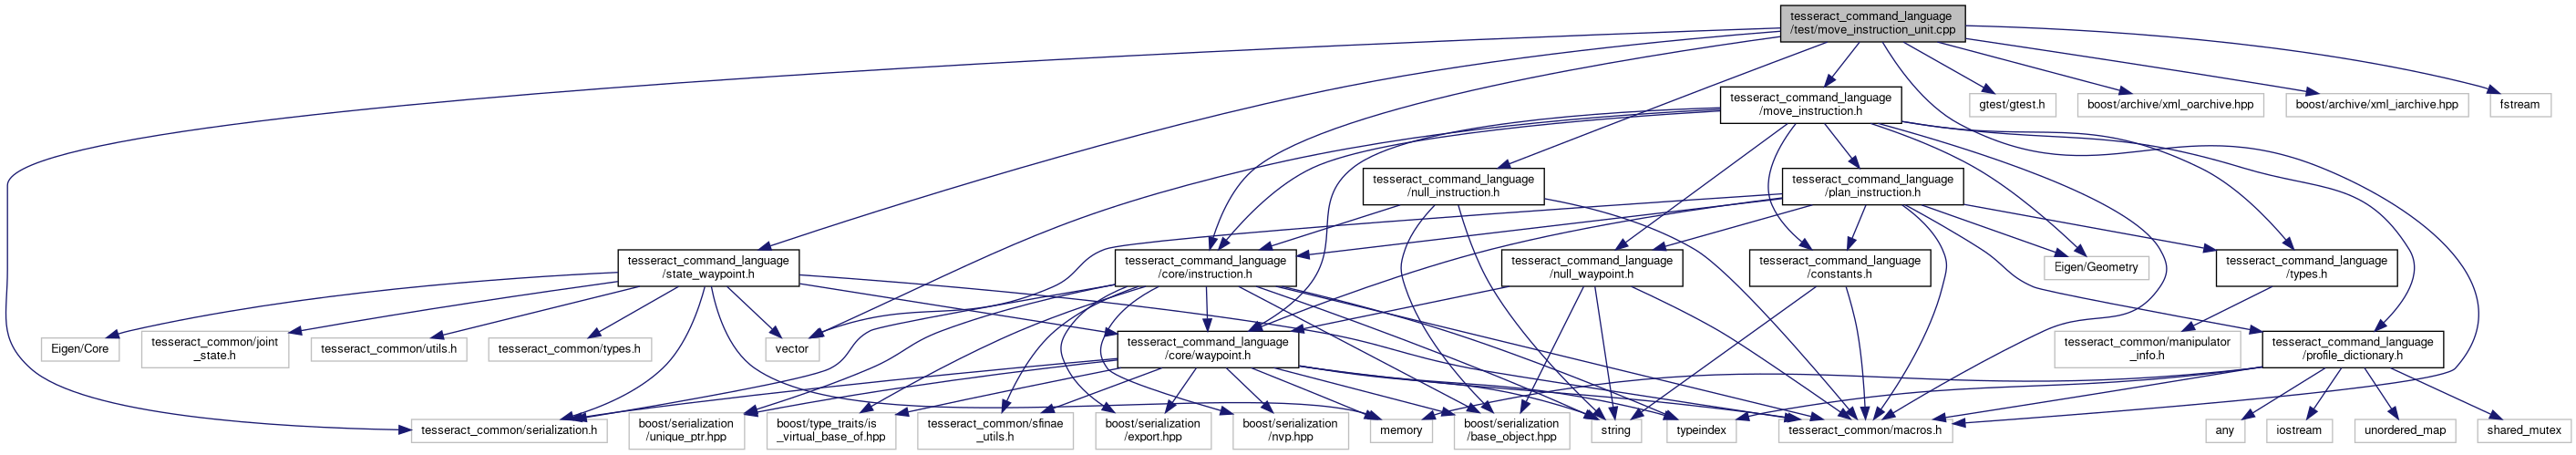 tesseract_command_language
/test/move_instruction_unit.cpp
tesseract_command_language
/move_instruction.h
gtest/gtest.h
boost/archive/xml_oarchive.hpp
boost/archive/xml_iarchive.hpp
fstream
tesseract_command_language
/null_instruction.h
tesseract_command_language
/plan_instruction.h
tesseract_command_language
/state_waypoint.h
tesseract_command_language
/core/instruction.h
tesseract_command_language
/null_waypoint.h
tesseract_command_language
/constants.h
Eigen/Geometry
tesseract_command_language
/types.h
Eigen/Core
tesseract_common/joint
_state.h
tesseract_common/utils.h
tesseract_common/types.h
vector
tesseract_command_language
/core/waypoint.h
tesseract_common/manipulator
_info.h
tesseract_command_language
/profile_dictionary.h
tesseract_common/serialization.h
boost/serialization
/unique_ptr.hpp
boost/type_traits/is
_virtual_base_of.hpp
tesseract_common/sfinae
_utils.h
boost/serialization
/export.hpp
boost/serialization
/nvp.hpp
memory
boost/serialization
/base_object.hpp
string
typeindex
tesseract_common/macros.h
any
iostream
unordered_map
shared_mutex